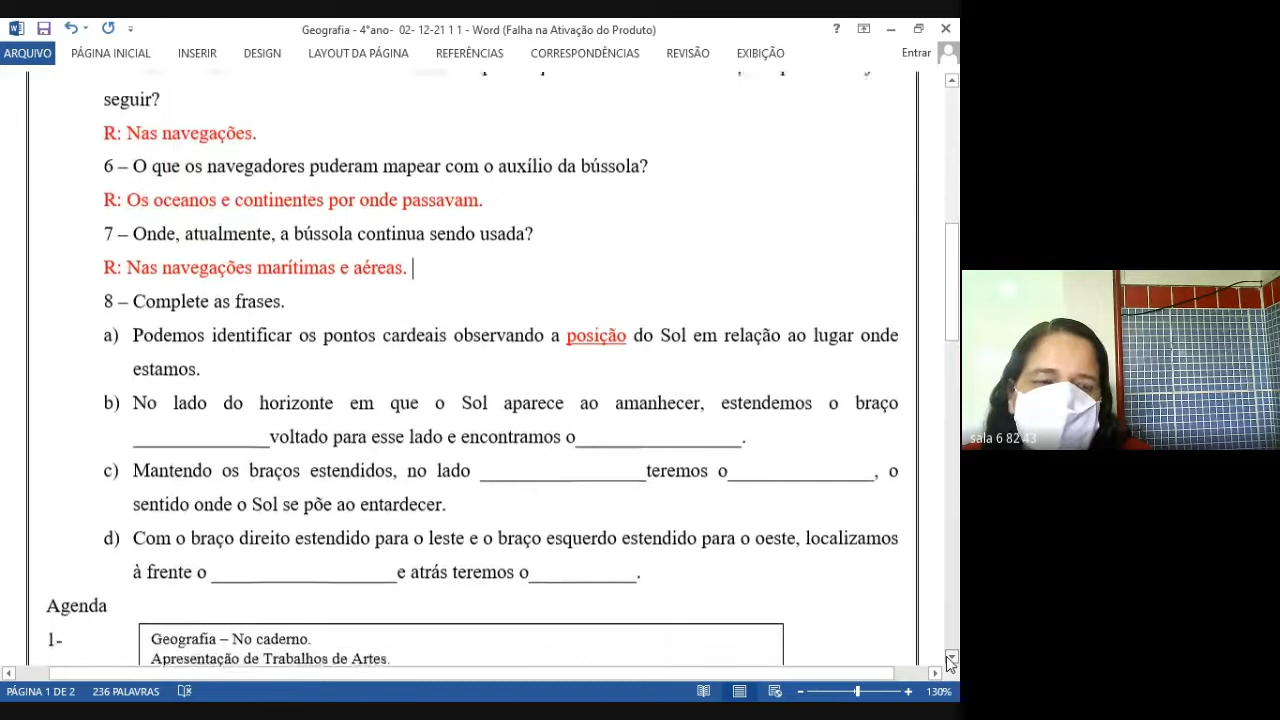 Geografia - 4°ano- 02- 12-21 1 1 - Word (Falha na Ativação do Produto)
?
ARQUIVO PÁGINA INICIAL INSERIR DESIGN LAYOUT DA PÁGINA REFERÊNCIAS CORRESPONDÊNCIAS REVISÃO EXIBIÇÃO Entrar
seguir?
R: Nas navegações.
6 – O que os navegadores puderam mapear com o auxílio da bússola?
R: Os oceanos e continentes por onde passavam.
7 – Onde, atualmente, a bússola continua sendo usada?
R: Nas navegações marítimas e aéreas.
8 – Complete as frases.
a) Podemos identificar os pontos cardeais observando a posição do Sol em relação ao lugar onde
estamos.
b) No lado do horizonte em que o Sol aparece ao amanhecer, estendemos o braço
______________voltado para esse lado e encontramos o_________________.
c) Mantendo os braços estendidos, no lado _________________teremos o_______________, o
sentido onde o Sol se põe ao entardecer.
d) Com o braço direito estendido para o leste e o braço esquerdo estendido para o oeste, localizamos
à frente o ___________________e atrás teremos o___________.
Agenda
1-
Geografia – No caderno.
Apresentação de Trabalhos de Artes.
PÁGINA 1 DE 2 236 PALAVRAS 130%
sala 6 82 43